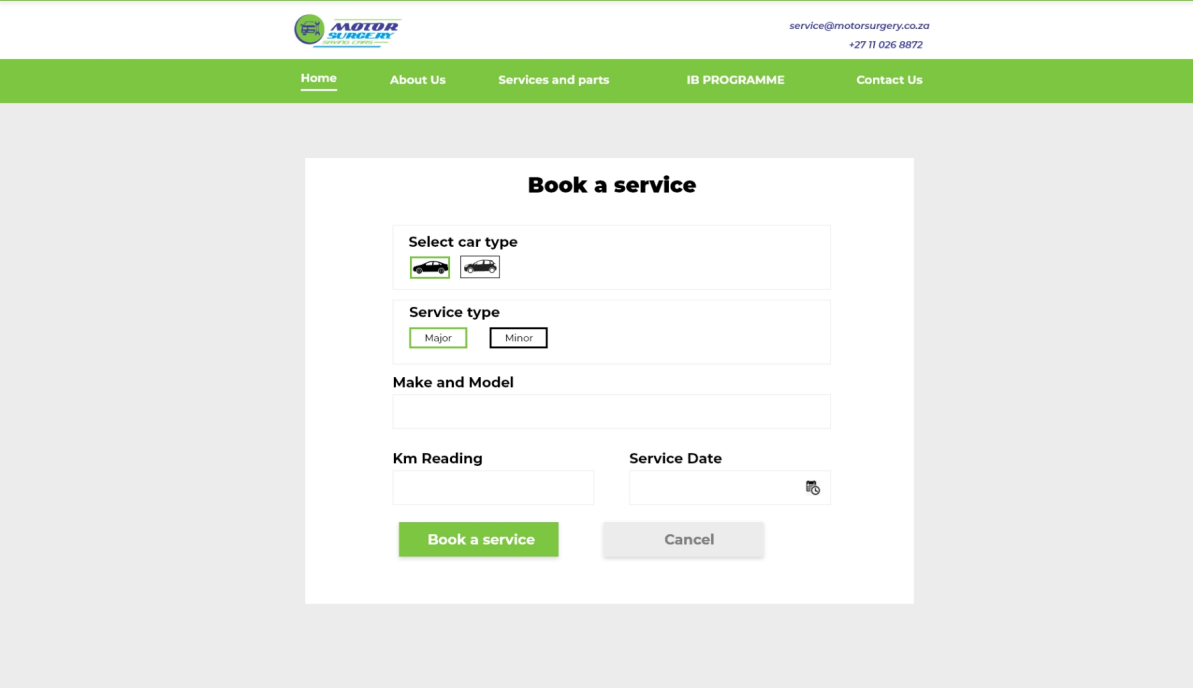 MOTOR
SURGERY
SAVING CARS
service@motorsurgery.co.za
+27 11 026 8872
Home About Us Services and parts IB PROGRAMME Contact Us
Book a service
Select car type
Service type
Major Minor
Make and Model
Km Reading Service Date
Book a service Cancel